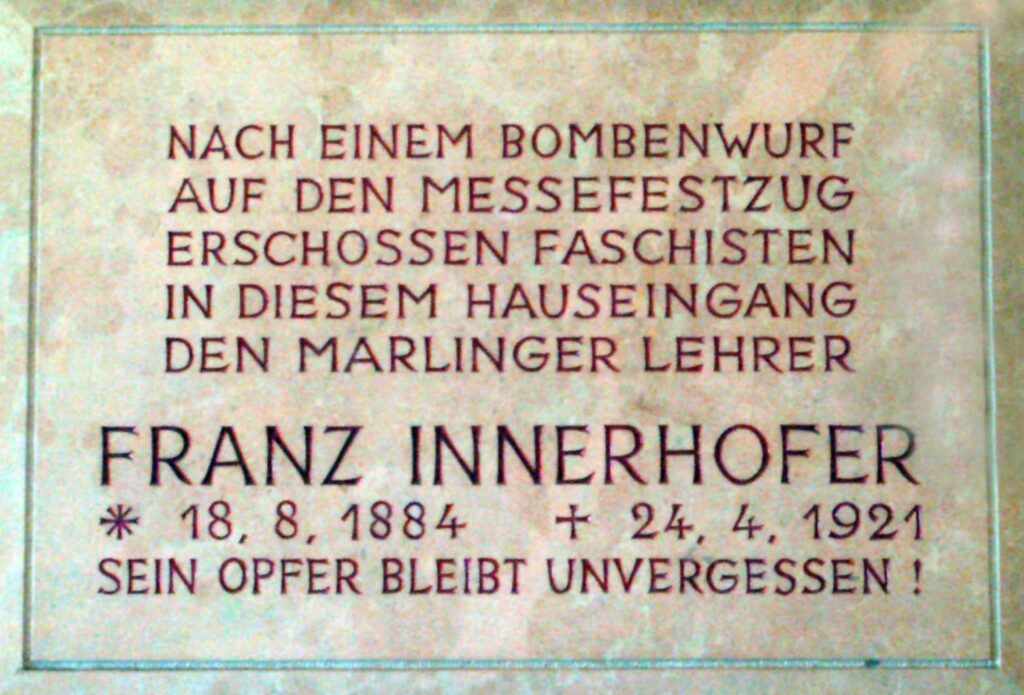 NACH EINEM BOMBENWURF
AUF DEN MESSEFESTZUG
ERSCHOSSEN FASCHISTEN
IN DIESEM HAUSEINGANG
DEN MARLINGER LEHRER
FRANZ INNERHOFER
* 18. 8. 1884 + 24. 4. 1921
SEIN OPFER BLEIBT UNVERGESSEN !